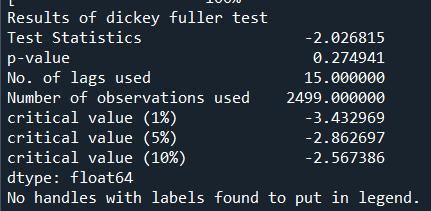 Results of dickey fuller test
Test Statistics -2.026815
p-value 0.274941
No. of lags used 15.000000
Number of observations used 2499.000000
critical value (1%) -3.432969
critical value (5%) -2.862697
critical value (10%) -2.567386
dtype: float64
No handles with labels found to put in legend.